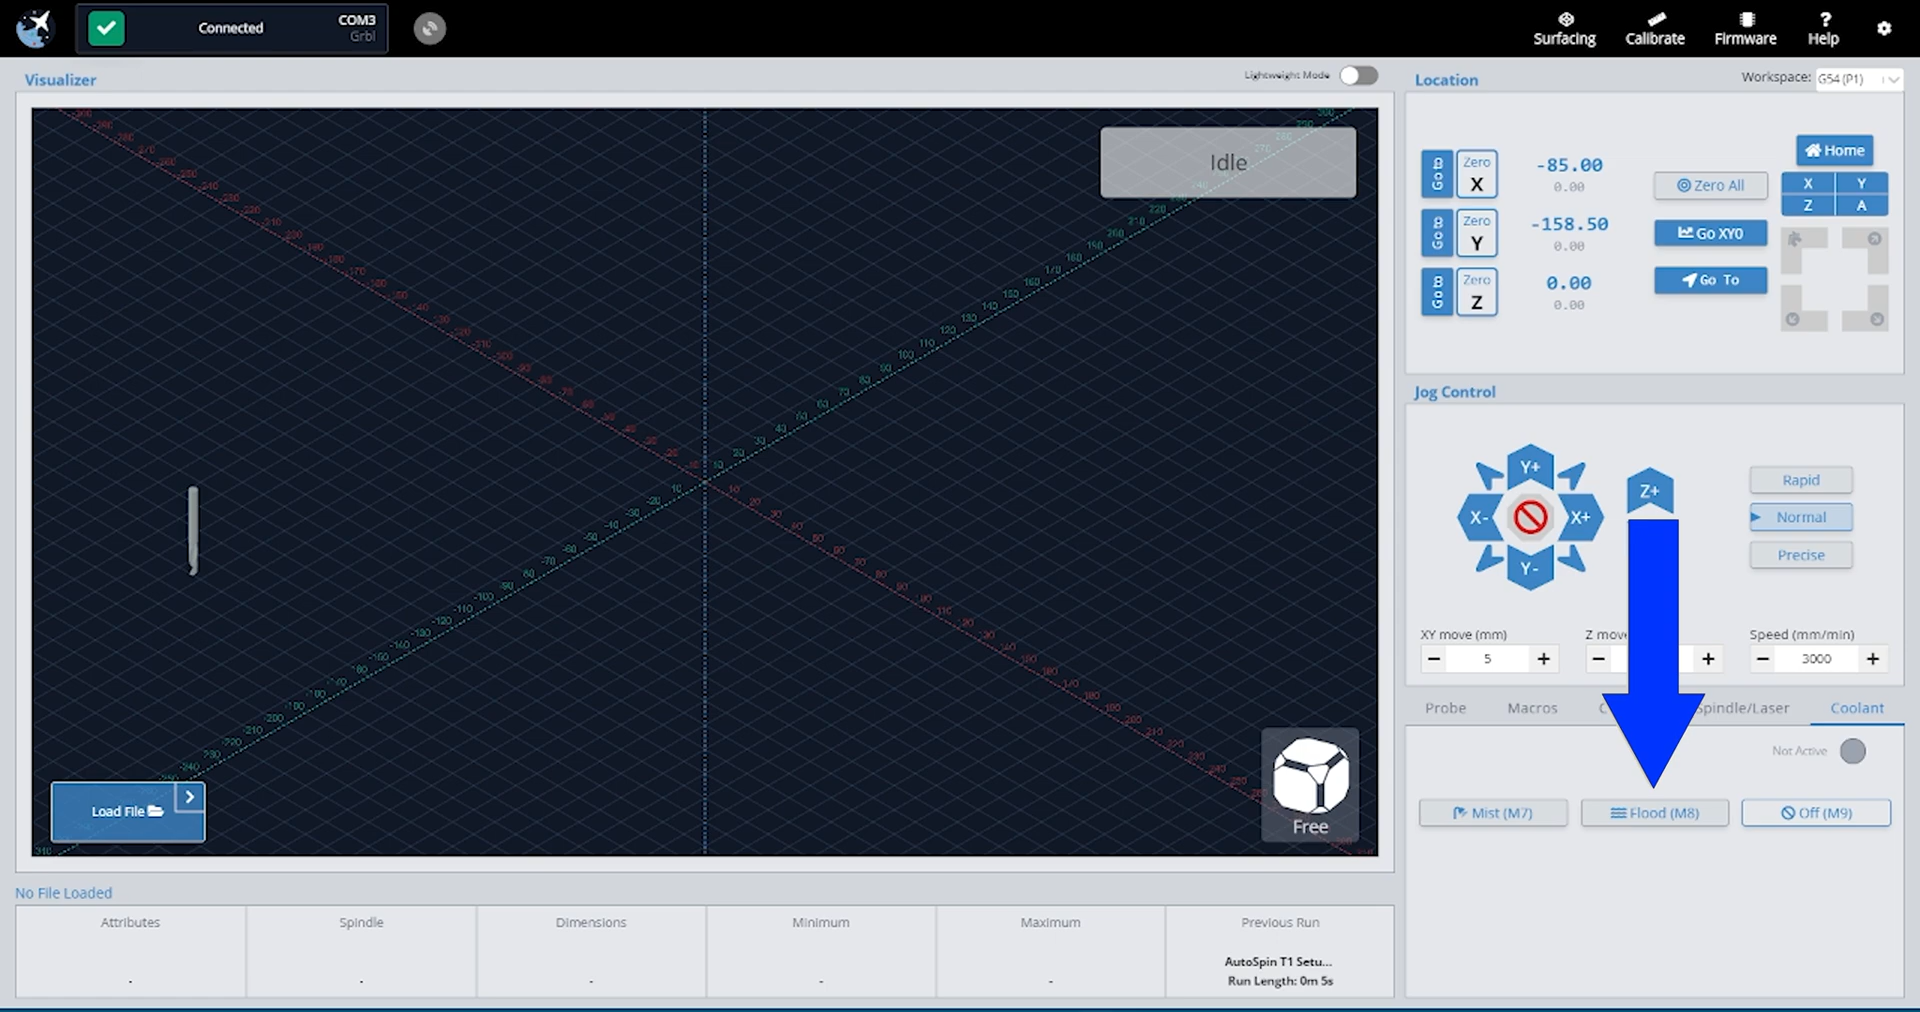 Connected
COM3
Grbl
Surfacing
Calibrate
Firmware
Help
Visualizer
Lightweight Mode
Idle
Load File
Free
Location
Workspace: G54 (P1)
Zero
X
-85.00
0.00
Zero
Y
-158.50
0.00
Zero
Z
0.00
0.00
Zero All
Go XY0
Go To
Home
X Y
Z A
Jog Control
Y+
X-
X+
Y-
Z+
Rapid
Normal
Precise
XY move (mm)
5
Speed (mm/min)
3000
Probe
Macros
Spindle/Laser
Coolant
Not Active
Mist (M7)
Flood (M8)
Off (M9)
No File Loaded
Attributes
-
Spindle
-
Dimensions
-
Minimum
-
Maximum
-
Previous Run
AutoSpin T1 Setu...
Run Length: 0m 5s